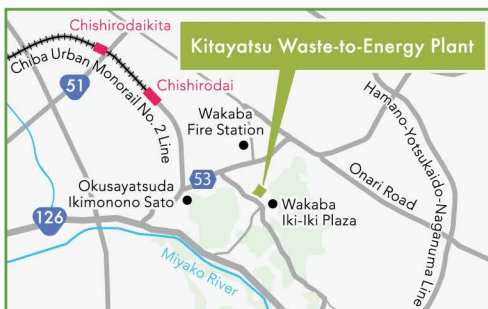 Chishirodaikita
Kitayatsu Waste-to-Energy Plant
Chiba Urban Monorail No. 2 Line
51
Chishirodai
Wakaba
Fire Station
Hamano-Yotsukaido-Naganuma Line
Okusayatsuda
Ikimonono Sato
53
Onari Road
Wakaba
Iki-Iki Plaza
126
Miyako River